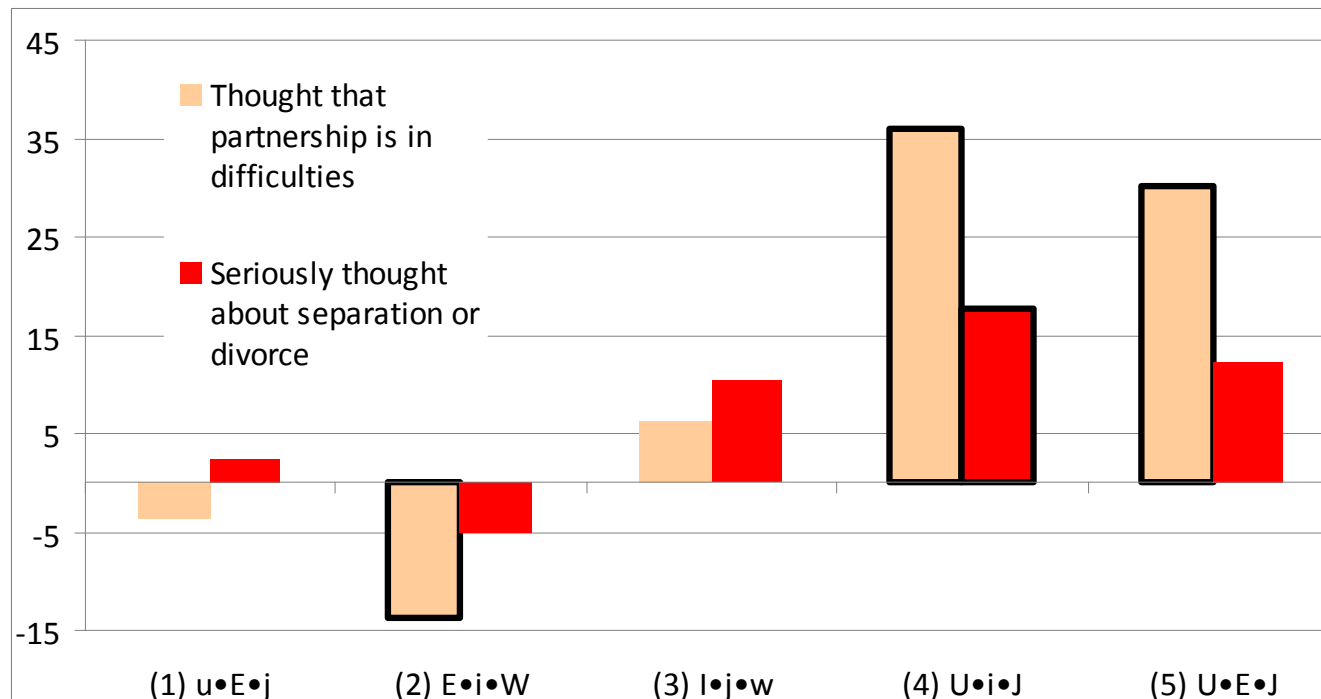 45
35
25
15
5
-5
-15
Thought that
partnership is in
difficulties
Seriously thought
about separation or
divorce
(1) u•E•j
(2) E•i•W
(3) I•j•w
(4) U•i•J
(5) U•E•J